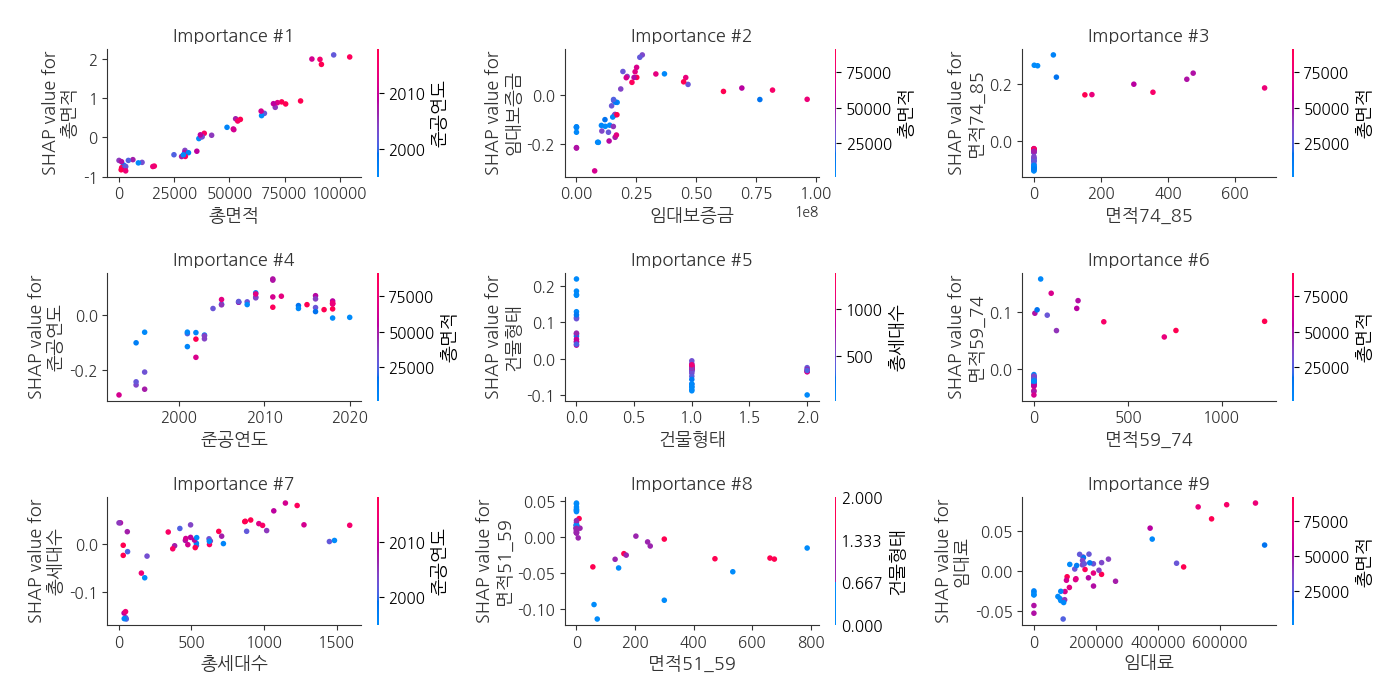 Importance #1
SHAP value for
총면적
2
1
0
-1
0
25000
50000
75000
100000
총면적
2010
2000
준공연도
Importance #2
SHAP value for
임대보증금
0.0
-0.2
0.00
0.25
0.50
0.75
1.00
1e8
임대보증금
75000
50000
25000
총면적
Importance #3
SHAP value for
면적74_85
0.2
0.0
0
200
400
600
면적74_85
75000
50000
25000
총면적
Importance #4
SHAP value for
준공연도
0.0
-0.2
2000
2010
2020
준공연도
75000
50000
25000
총면적
Importance #5
SHAP value for
건물형태
0.2
0.1
0.0
-0.1
0.0
0.5
1.0
1.5
2.0
건물형태
1000
500
총세대수
Importance #6
SHAP value for
면적59_74
0.1
0.0
0
500
1000
면적59_74
75000
50000
25000
총면적
Importance #7
SHAP value for
총세대수
0.0
-0.1
0
500
1000
1500
총세대수
2010
2000
준공연도
Importance #8
SHAP value for
면적51_59
0.05
0.00
-0.05
-0.10
0
200
400
600
800
면적51_59
2.000
1.333
0.667
0.000
건물형태
Importance #9
SHAP value for
임대료
0.05
0.00
-0.05
0
200000
400000
600000
임대료
75000
50000
25000
총면적